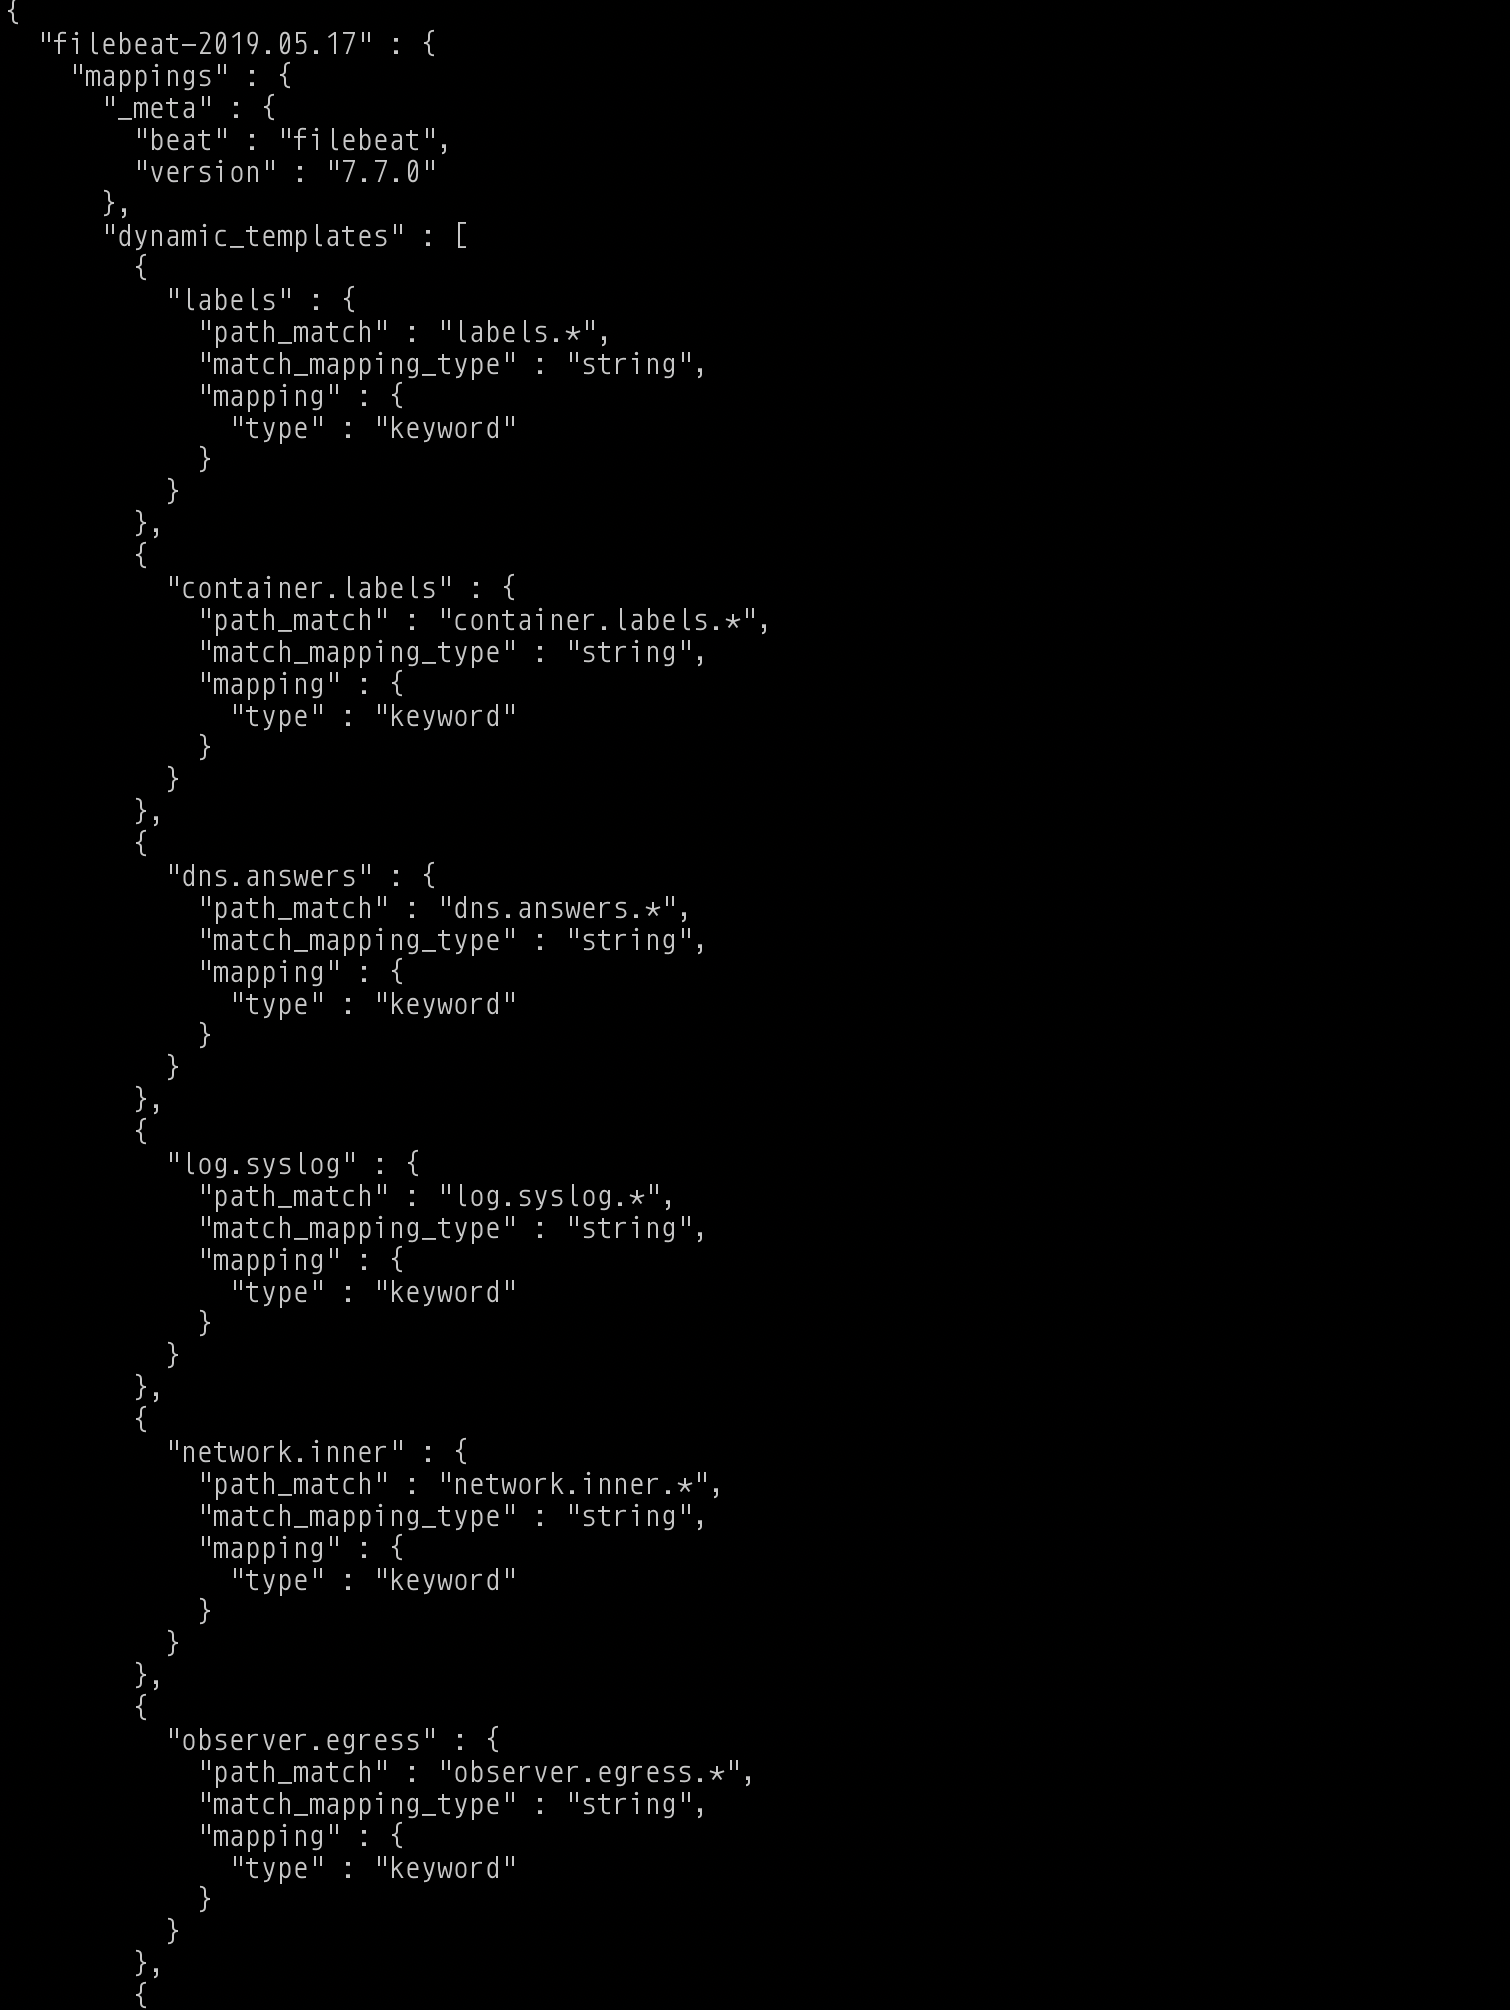 {
  "filebeat-2019.05.17" : {
    "mappings" : {
      "_meta" : {
        "beat" : "filebeat",
        "version" : "7.7.0"
      },
      "dynamic_templates" : [
        {
          "labels" : {
            "path_match" : "labels.*",
            "match_mapping_type" : "string",
            "mapping" : {
              "type" : "keyword"
            }
          }
        },
        {
          "container.labels" : {
            "path_match" : "container.labels.*",
            "match_mapping_type" : "string",
            "mapping" : {
              "type" : "keyword"
            }
          }
        },
        {
          "dns.answers" : {
            "path_match" : "dns.answers.*",
            "match_mapping_type" : "string",
            "mapping" : {
              "type" : "keyword"
            }
          }
        },
        {
          "log.syslog" : {
            "path_match" : "log.syslog.*",
            "match_mapping_type" : "string",
            "mapping" : {
              "type" : "keyword"
            }
          }
        },
        {
          "network.inner" : {
            "path_match" : "network.inner.*",
            "match_mapping_type" : "string",
            "mapping" : {
              "type" : "keyword"
            }
          }
        },
        {
          "observer.egress" : {
            "path_match" : "observer.egress.*",
            "match_mapping_type" : "string",
            "mapping" : {
              "type" : "keyword"
            }
          }
        },
        {